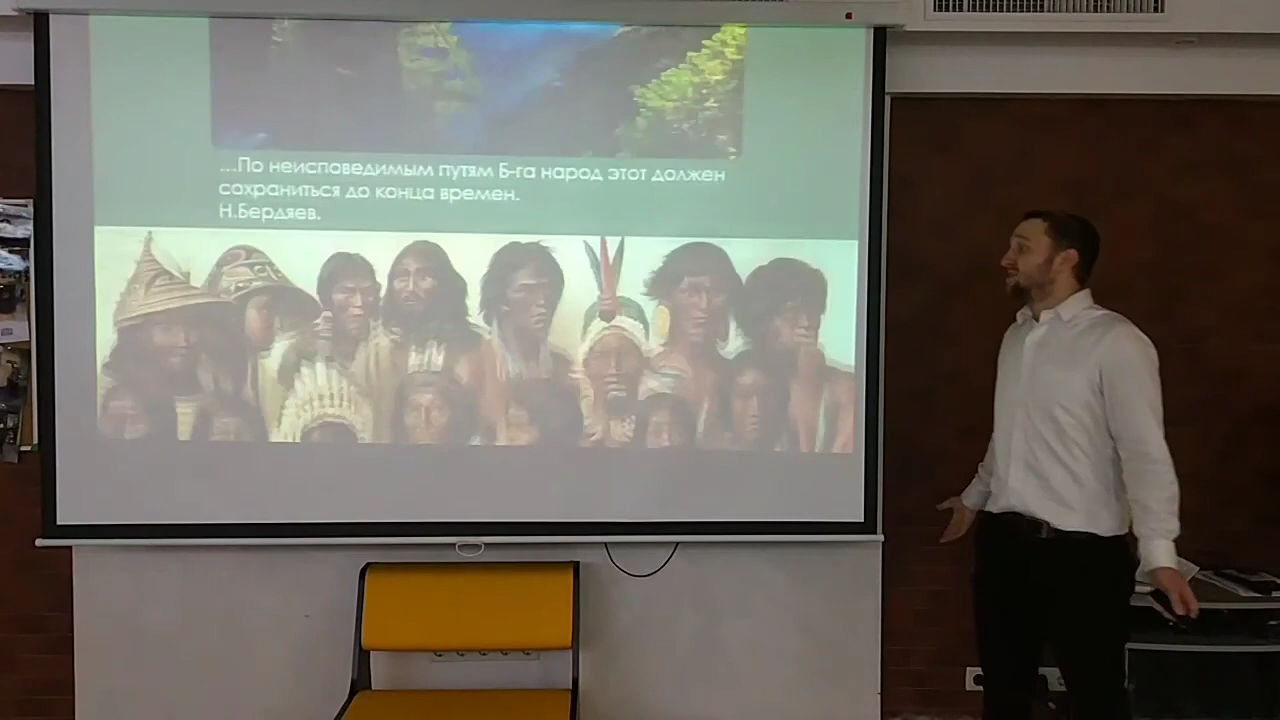 ...По неисповедимым путям Б-га народ этот должен
сохраниться до конца времен.
Н.Бердяев.